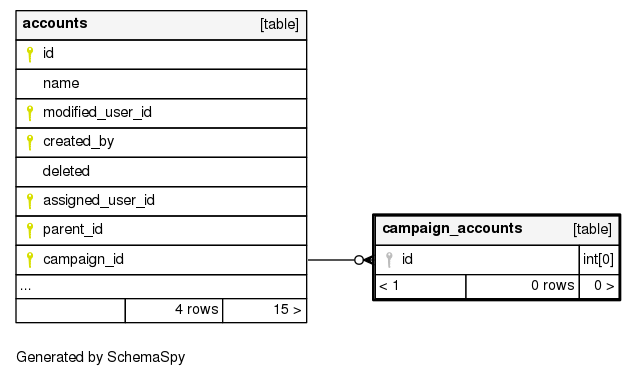 accounts [table]
id
name
modified_user_id
created_by
deleted
assigned_user_id
parent_id
campaign_id
...
4 rows 15 >
campaign_accounts [table]
id int[0]
< 1 0 rows 0 >
Generated by SchemaSpy